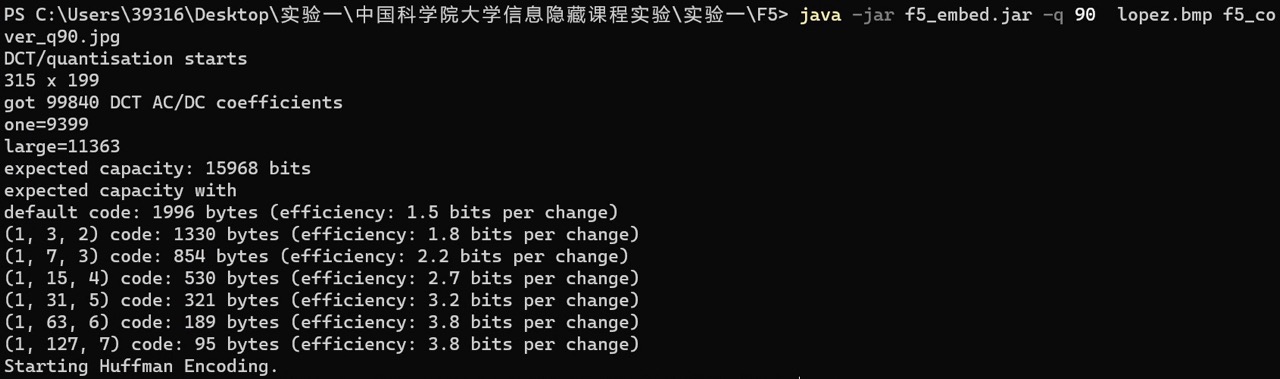 PS C:\Users\39316\Desktop\实验一\中国科学院大学信息隐藏课程实验\实验一\F5> java -jar f5_embed.jar -q 90  lopez.bmp f5_co
ver_q90.jpg
DCT/quantisation starts
315 x 199
got 99840 DCT AC/DC coefficients
one=9399
large=11363
expected capacity: 15968 bits
expected capacity with
default code: 1996 bytes (efficiency: 1.5 bits per change)
(1, 3, 2) code: 1330 bytes (efficiency: 1.8 bits per change)
(1, 7, 3) code: 854 bytes (efficiency: 2.2 bits per change)
(1, 15, 4) code: 530 bytes (efficiency: 2.7 bits per change)
(1, 31, 5) code: 321 bytes (efficiency: 3.2 bits per change)
(1, 63, 6) code: 189 bytes (efficiency: 3.8 bits per change)
(1, 127, 7) code: 95 bytes (efficiency: 3.8 bits per change)
Starting Huffman Encoding.